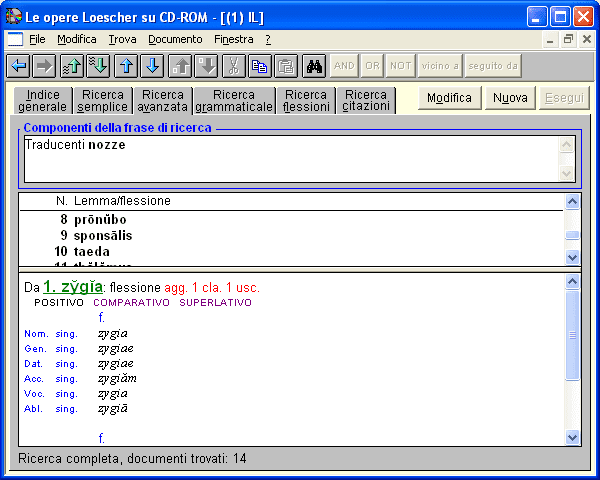 Le opere Loescher su CD-ROM - [(1) IL]
File Modifica Trova Documento Finestra ?
AND OR NOT vicino a seguito da
Indice generale Ricerca semplice Ricerca avanzata Ricerca grammaticale Ricerca flessioni Ricerca citazioni Modifica Nuova Esegui
Componenti della frase di ricerca
Traducenti nozze
N. Lemma/flessione
8 prōnŭbo
9 sponsālis
10 taeda
11 thălămus
Da 1. zy̆gĭa: flessione agg. 1 cla. 1 usc.
POSITIVO COMPARATIVO SUPERLATIVO
f.
Nom. sing. zygia
Gen. sing. zygiae
Dat. sing. zygiae
Acc. sing. zygiăm
Voc. sing. zygia
Abl. sing. zygiā
f.
Ricerca completa, documenti trovati: 14